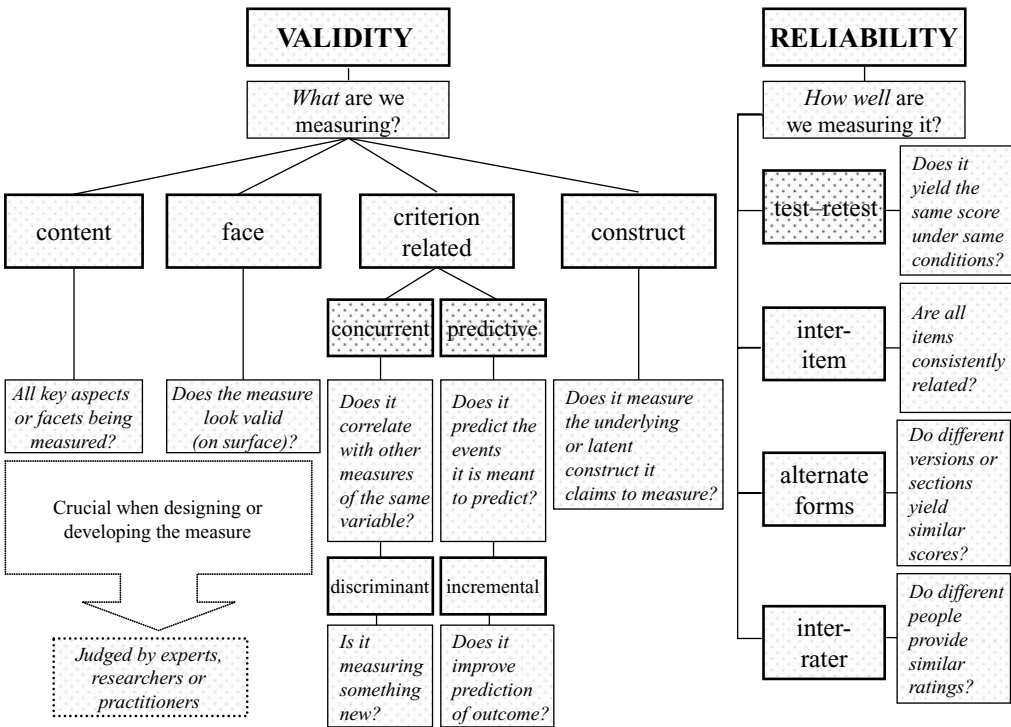 VALIDITY
What are we
measuring?
content
face
criterion
related
construct
concurrent
predictive
All key aspects
or facets being
measured?
Does the measure
look valid
(on surface)?
Does it
correlate
with other
measures
of the same
variable?
Does it
predict the
events
it is meant
to predict?
Does it measure
the underlying
or latent
construct it
claims to measure?
Crucial when designing or
developing the measure
Judged by experts,
researchers or
practitioners
discriminant
incremental
Is it
measuring
something
new?
Does it
improve
prediction
of outcome?
RELIABILITY
How well are
we measuring it?
test–retest
Does it
yield the
same score
under same
conditions?
inter-
item
Are all
items
consistently
related?
alternate
forms
Do different
versions or
sections
yield
similar
scores?
inter-
rater
Do different
people
provide
similar
ratings?